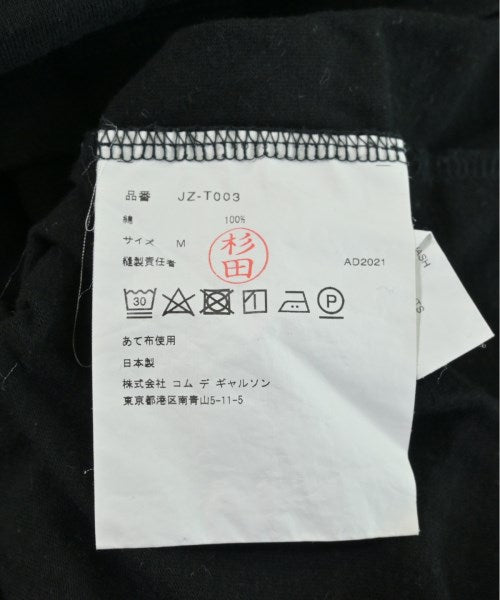 品番 JZ-T003
綿 100%
サイズ M
縫製責任者 杉田 AD2021
30 P
あて布使用
日本製
株式会社 コム デ ギャルソン
東京都港区南青山5-11-5
ASH
TS